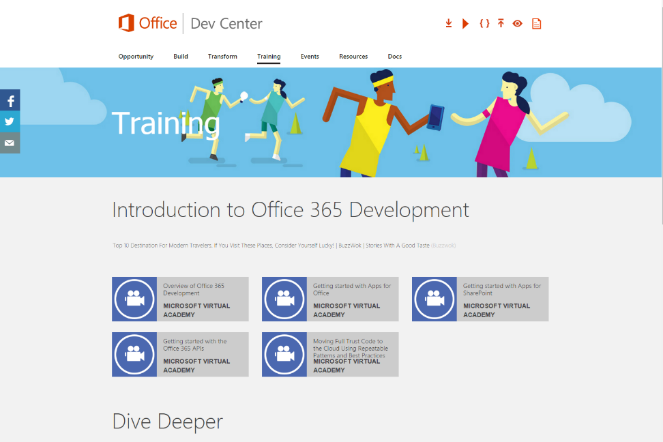 Office | Dev Center
Opportunity Build Transform Training Events Resources Docs
Training
Introduction to Office 365 Development
Top 10 Destination For Modern Travelers. If You Visit These Places, Consider Yourself Lucky! | BuzzWok | Stories With A Good Taste (BuzzWok)
Overview of Office 365
Development
MICROSOFT VIRTUAL
ACADEMY
Getting started with Apps for
Office
MICROSOFT VIRTUAL
ACADEMY
Getting started with Apps for
SharePoint
MICROSOFT VIRTUAL
ACADEMY
Getting started with the
Office 365 APIs
MICROSOFT VIRTUAL
ACADEMY
Moving Full Trust Code to
the Cloud Using Repeatable
Patterns and Best Practices
MICROSOFT VIRTUAL
ACADEMY
Dive Deeper